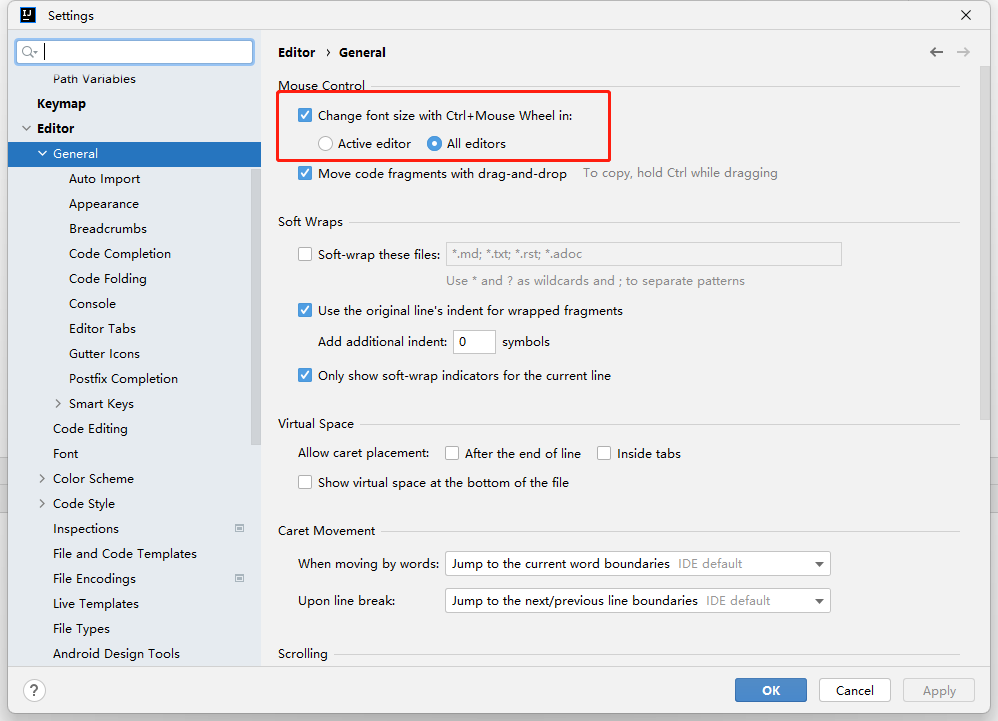 Settings
Path Variables
Keymap
Editor
General
Auto Import
Appearance
Breadcrumbs
Code Completion
Code Folding
Console
Editor Tabs
Gutter Icons
Postfix Completion
Smart Keys
Code Editing
Font
Color Scheme
Code Style
Inspections
File and Code Templates
File Encodings
Live Templates
File Types
Android Design Tools
Editor › General
Mouse Control
Change font size with Ctrl+Mouse Wheel in:
Active editor All editors
Move code fragments with drag-and-drop To copy, hold Ctrl while dragging
Soft Wraps
Soft-wrap these files: *.md; *.txt; *.rst; *.adoc
Use * and ? as wildcards and ; to separate patterns
Use the original line's indent for wrapped fragments
Add additional indent: 0 symbols
Only show soft-wrap indicators for the current line
Virtual Space
Allow caret placement: After the end of line Inside tabs
Show virtual space at the bottom of the file
Caret Movement
When moving by words: Jump to the current word boundaries IDE default
Upon line break: Jump to the next/previous line boundaries IDE default
Scrolling
? OK Cancel Apply